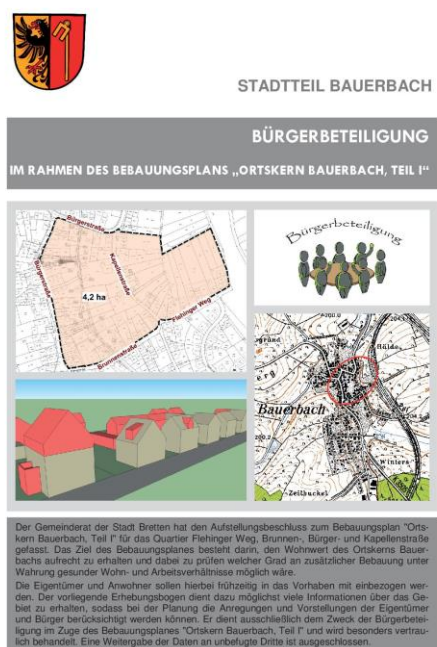 STADTTEIL BAUERBACH
BÜRGERBETEILIGUNG
IM RAHMEN DES BEBAUUNGSPLANS „ORTSKERN BAUERBACH, TEIL I“
Bürgerstraße
Bürgerstraße
Kapellenstraße
4,2 ha
Flehinger Weg
Brunnenstraße
Bürgerbeteiligung
Hälde
Bauerbach
Winters
Zeilbuckel
Der Gemeinderat der Stadt Bretten hat den Aufstellungsbeschluss zum Bebauungsplan "Orts-
kern Bauerbach, Teil I" für das Quartier Flehinger Weg, Brunnen-, Bürger- und Kapellenstraße
gefasst. Das Ziel des Bebauungsplanes besteht darin, den Wohnwert des Ortskerns Bauer-
bachs aufrecht zu erhalten und dabei zu prüfen welcher Grad an zusätzlicher Bebauung unter
Wahrung gesunder Wohn- und Arbeitsverhältnisse möglich wäre.
Die Eigentümer und Anwohner sollen hierbei frühzeitig in das Vorhaben mit einbezogen wer-
den. Der vorliegende Erhebungsbogen dient dazu möglichst viele Informationen über das Ge-
biet zu erhalten, sodass bei der Planung die Anregungen und Vorstellungen der Eigentümer
und Bürger berücksichtigt werden können. Er dient ausschließlich dem Zweck der Bürgerbetei-
ligung im Zuge des Bebauungsplanes "Ortskern Bauerbach, Teil I" und wird besonders vertrau-
lich behandelt. Eine Weitergabe der Daten an unbefugte Dritte ist ausgeschlossen.